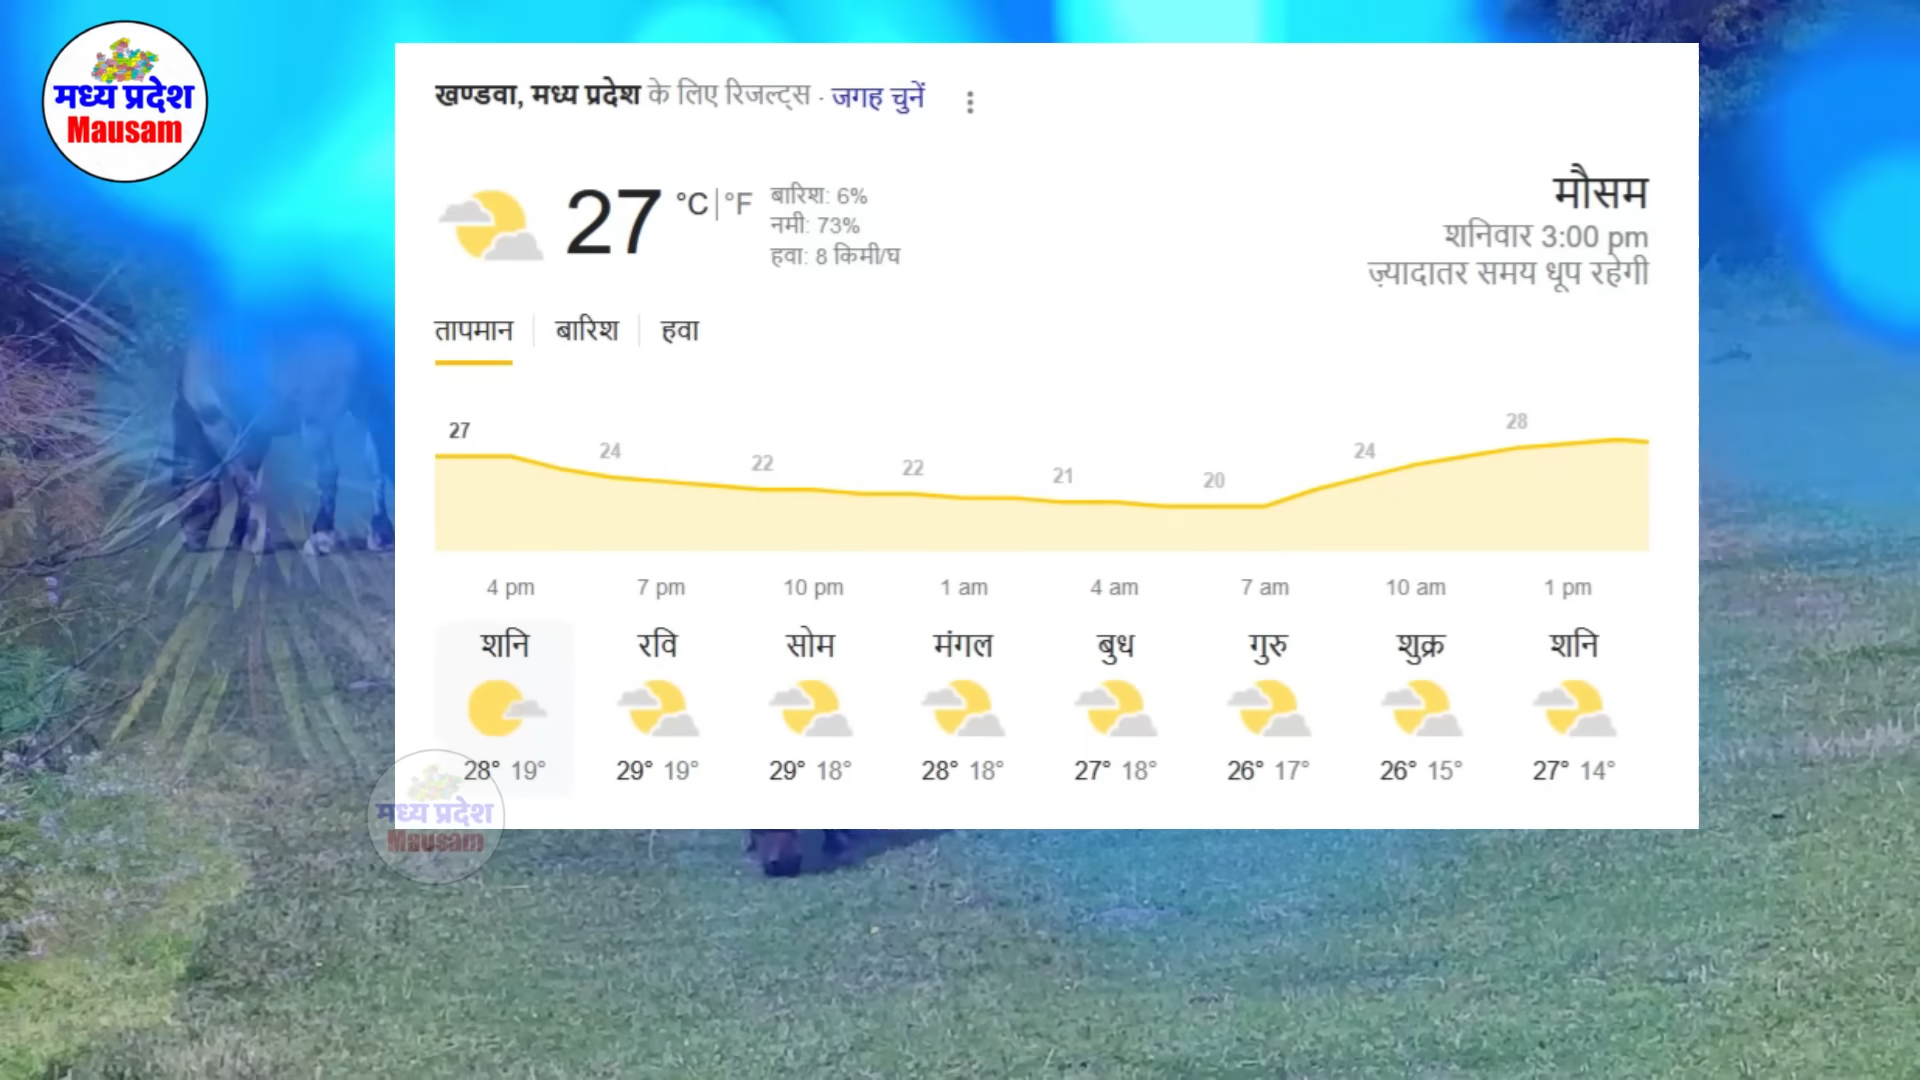 मध्य प्रदेश
Mausam
खण्डवा, मध्य प्रदेश के लिए रिजल्ट्स · जगह चुनें
27 °C|°F
बारिश: 6%
नमी: 73%
हवा: 8 किमी/घ
मौसम
शनिवार 3:00 pm
ज़्यादातर समय धूप रहेगी
तापमान बारिश हवा
27 24 22 22 21 20 24 28
4 pm 7 pm 10 pm 1 am 4 am 7 am 10 am 1 pm
शनि रवि सोम मंगल बुध गुरु शुक्र शनि
28° 19° 29° 19° 29° 18° 28° 18° 27° 18° 26° 17° 26° 15° 27° 14°
मध्य प्रदेश
Mausam